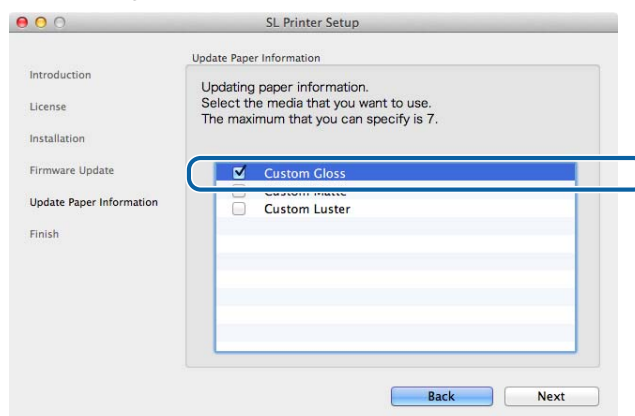 SL Printer Setup
Update Paper Information
Introduction
License
Installation
Firmware Update
Update Paper Information
Finish
Updating paper information.
Select the media that you want to use.
The maximum that you can specify is 7.
Custom Gloss
Custom Matte
Custom Luster
Back
Next